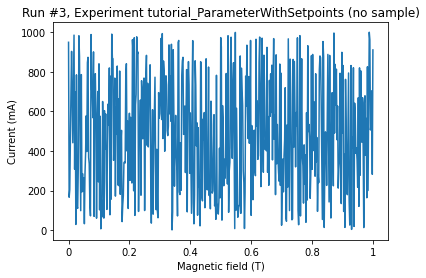 Run #3, Experiment tutorial_ParameterWithSetpoints (no sample)
1000
800
600
400
200
0
Current (mA)
0 0.2 0.4 0.6 0.8 1
Magnetic field (T)